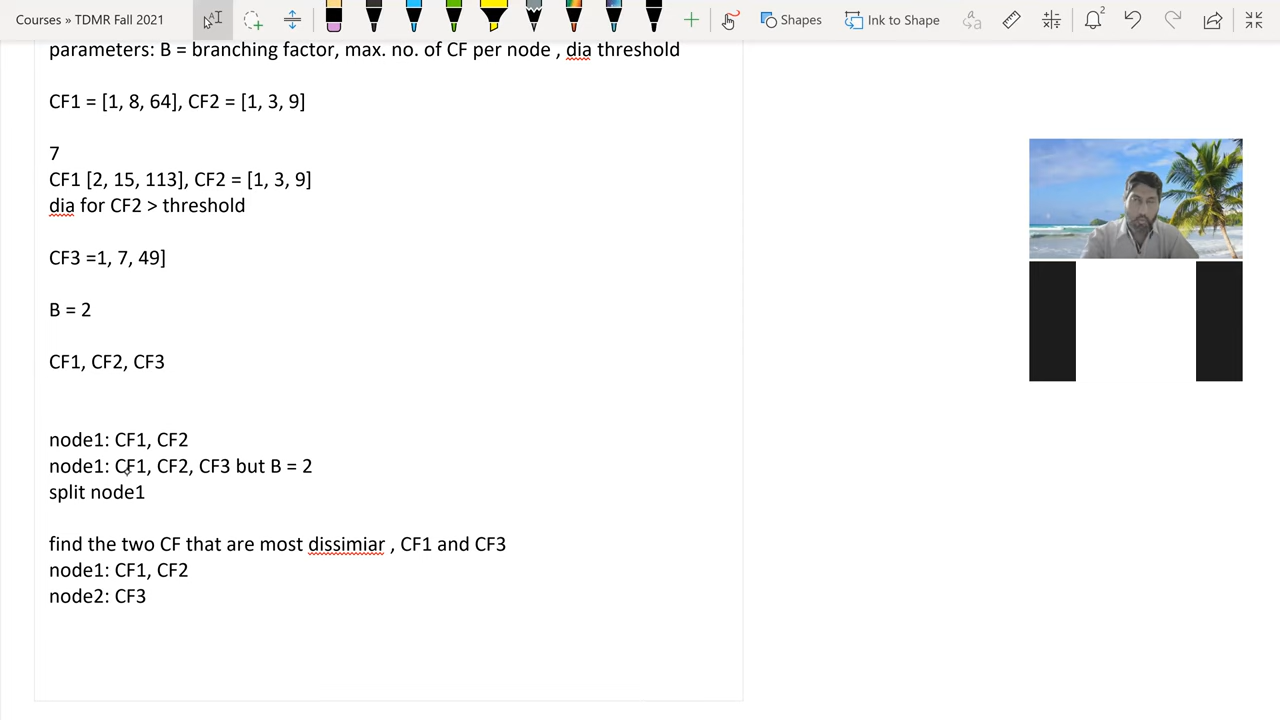 Courses » TDMR Fall 2021
Shapes
Ink to Shape
2
parameters: B = branching factor, max. no. of CF per node , dia threshold
CF1 = [1, 8, 64], CF2 = [1, 3, 9]
7
CF1 [2, 15, 113], CF2 = [1, 3, 9]
dia for CF2 > threshold
CF3 =1, 7, 49]
B = 2
CF1, CF2, CF3
node1: CF1, CF2
node1: CF1, CF2, CF3 but B = 2
split node1
find the two CF that are most dissimiar , CF1 and CF3
node1: CF1, CF2
node2: CF3